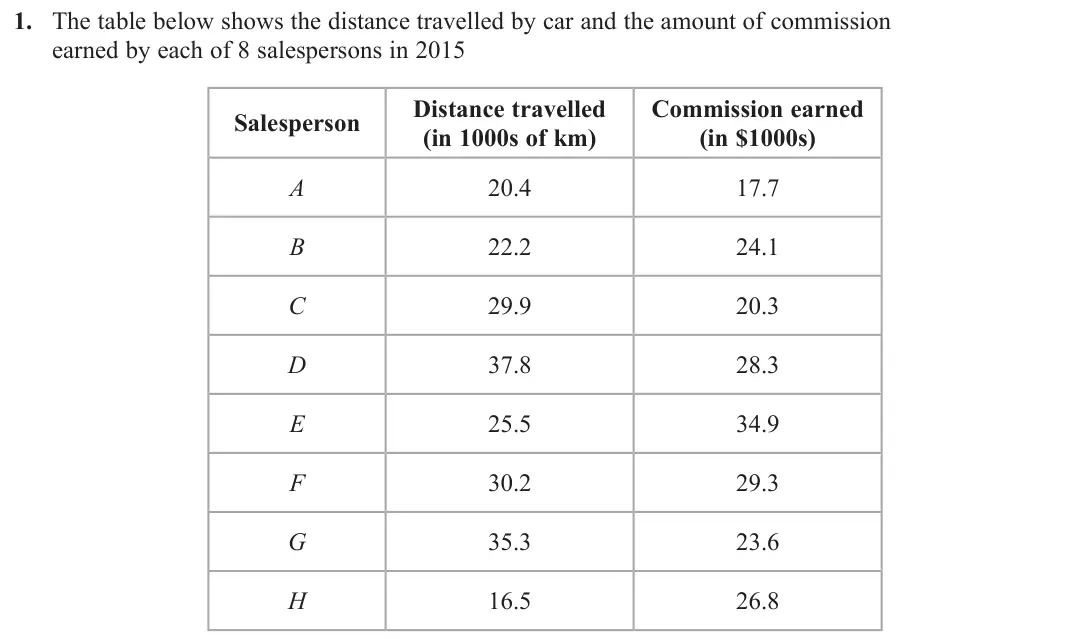 1. The table below shows the distance travelled by car and the amount of commission
earned by each of 8 salespersons in 2015
Salesperson Distance travelled (in 1000s of km) Commission earned (in $1000s)
A 20.4 17.7
B 22.2 24.1
C 29.9 20.3
D 37.8 28.3
E 25.5 34.9
F 30.2 29.3
G 35.3 23.6
H 16.5 26.8